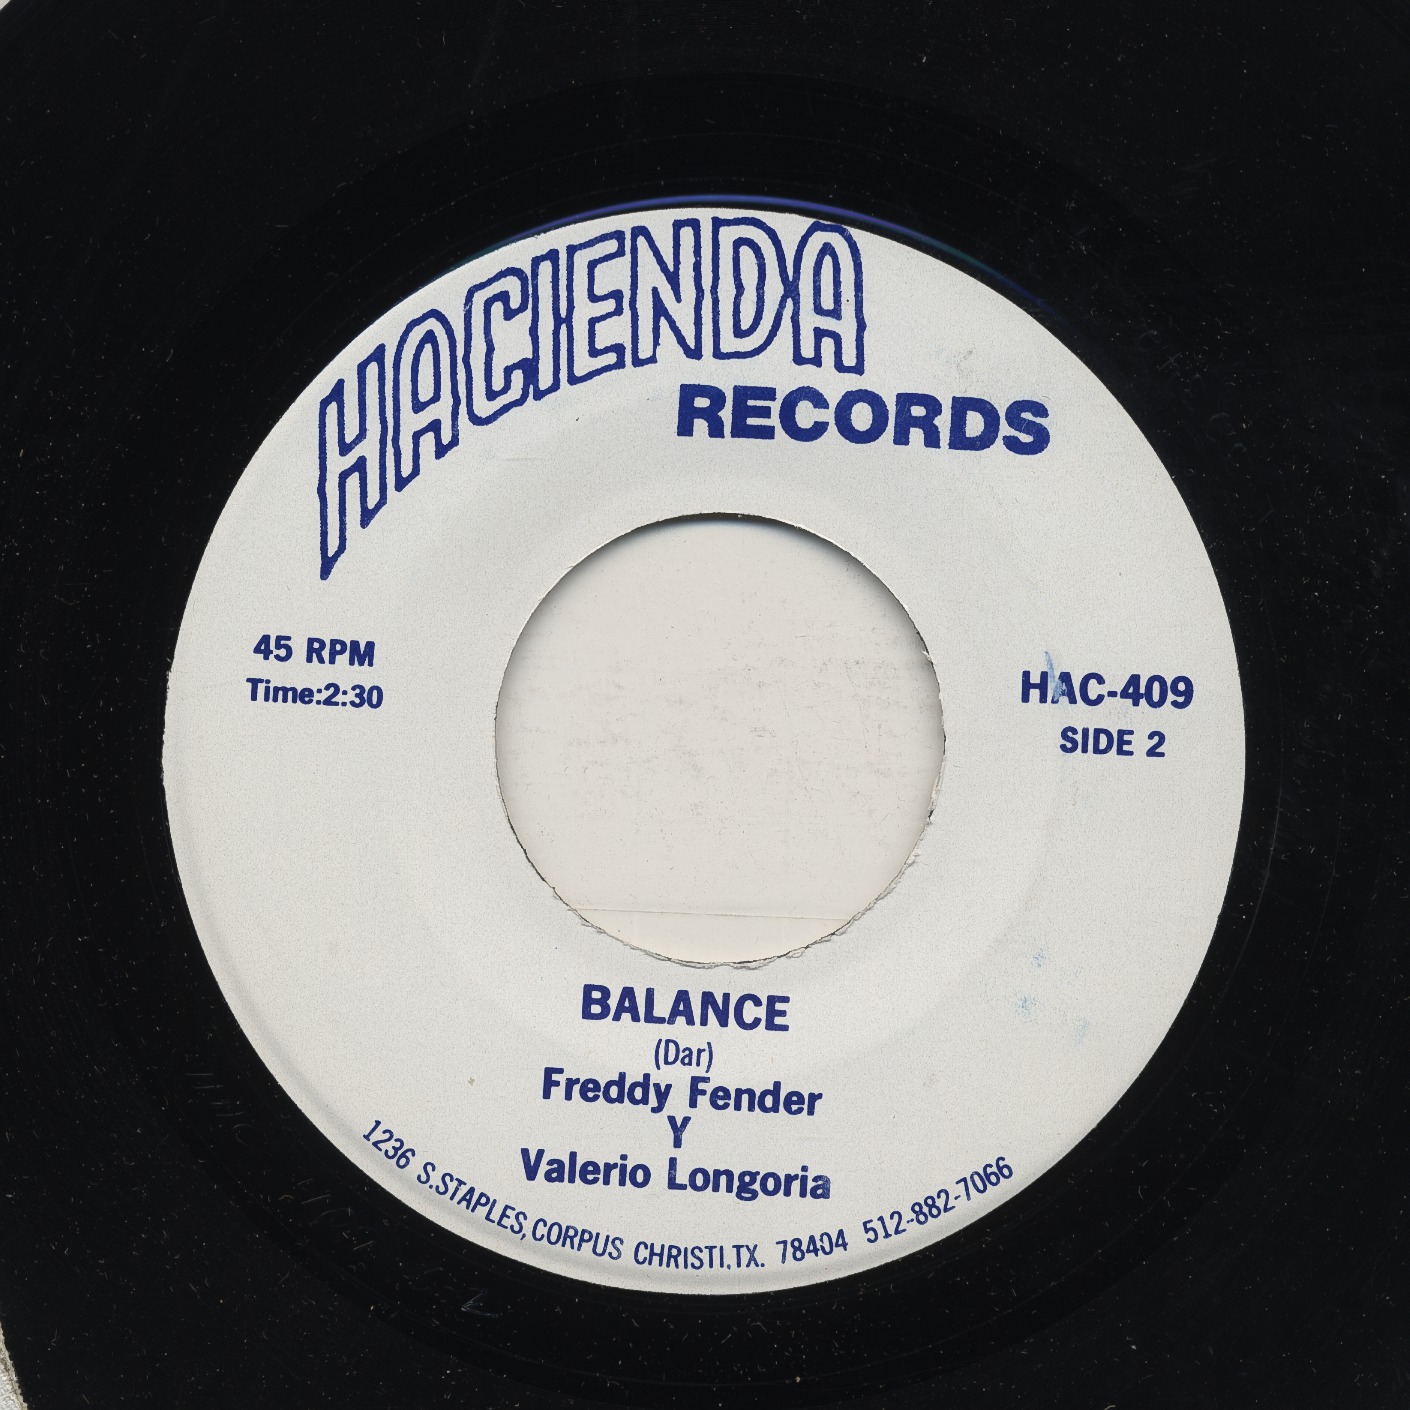 HACIENDA
RECORDS
45 RPM
Time:2:30
HAC-409
SIDE 2
BALANCE
(Dar)
Freddy Fender
Y
Valerio Longoria
1236 S.STAPLES, CORPUS CHRISTI,TX. 78404 512-882-7066